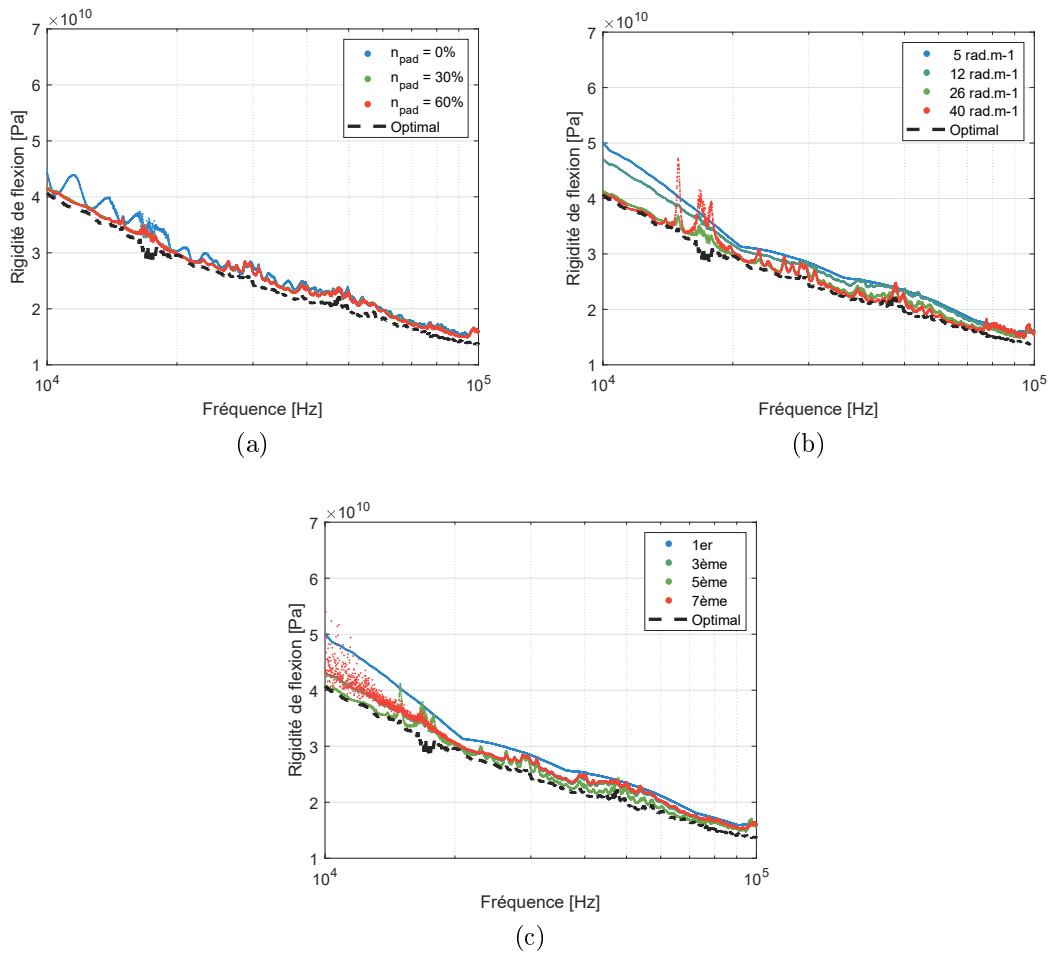 ×10^10
7
6
5
4
3
2
1
Rigidité de flexion [Pa]
n_pad = 0%
n_pad = 30%
n_pad = 60%
Optimal
10^4
10^5
Fréquence [Hz]
(a)
×10^10
7
6
5
4
3
2
1
Rigidité de flexion [Pa]
5 rad.m-1
12 rad.m-1
26 rad.m-1
40 rad.m-1
Optimal
10^4
10^5
Fréquence [Hz]
(b)
×10^10
7
6
5
4
3
2
1
Rigidité de flexion [Pa]
1er
3ème
5ème
7ème
Optimal
10^4
10^5
Fréquence [Hz]
(c)